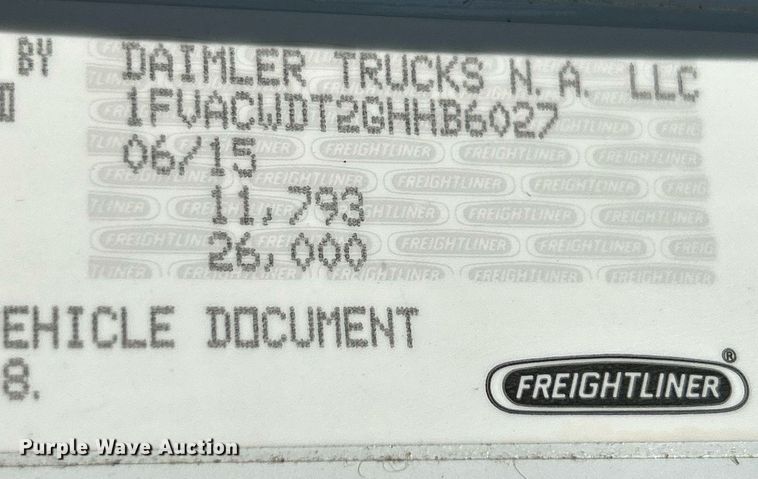 BY DAIMLER TRUCKS N.A. LLC
1FVACWDT2GHHB6027
06/15
11,793
26,000
EHICLE DOCUMENT
8.
FREIGHTLINER®
Purple Wave Auction